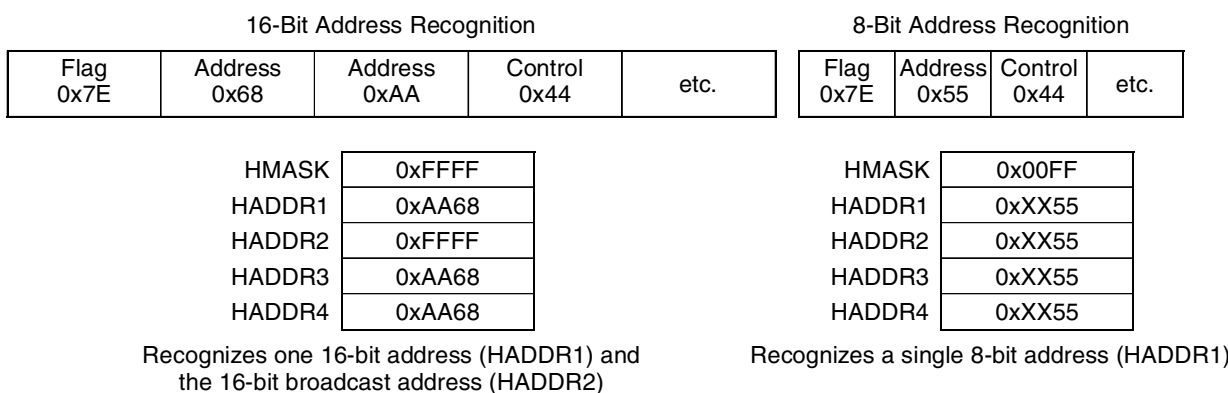 16-Bit Address Recognition
Flag Address Address Control etc.
0x7E 0x68 0xAA 0x44
HMASK 0xFFFF
HADDR1 0xAA68
HADDR2 0xFFFF
HADDR3 0xAA68
HADDR4 0xAA68
Recognizes one 16-bit address (HADDR1) and
the 16-bit broadcast address (HADDR2)
8-Bit Address Recognition
Flag Address Control etc.
0x7E 0x55 0x44
HMASK 0x00FF
HADDR1 0xXX55
HADDR2 0xXX55
HADDR3 0xXX55
HADDR4 0xXX55
Recognizes a single 8-bit address (HADDR1)